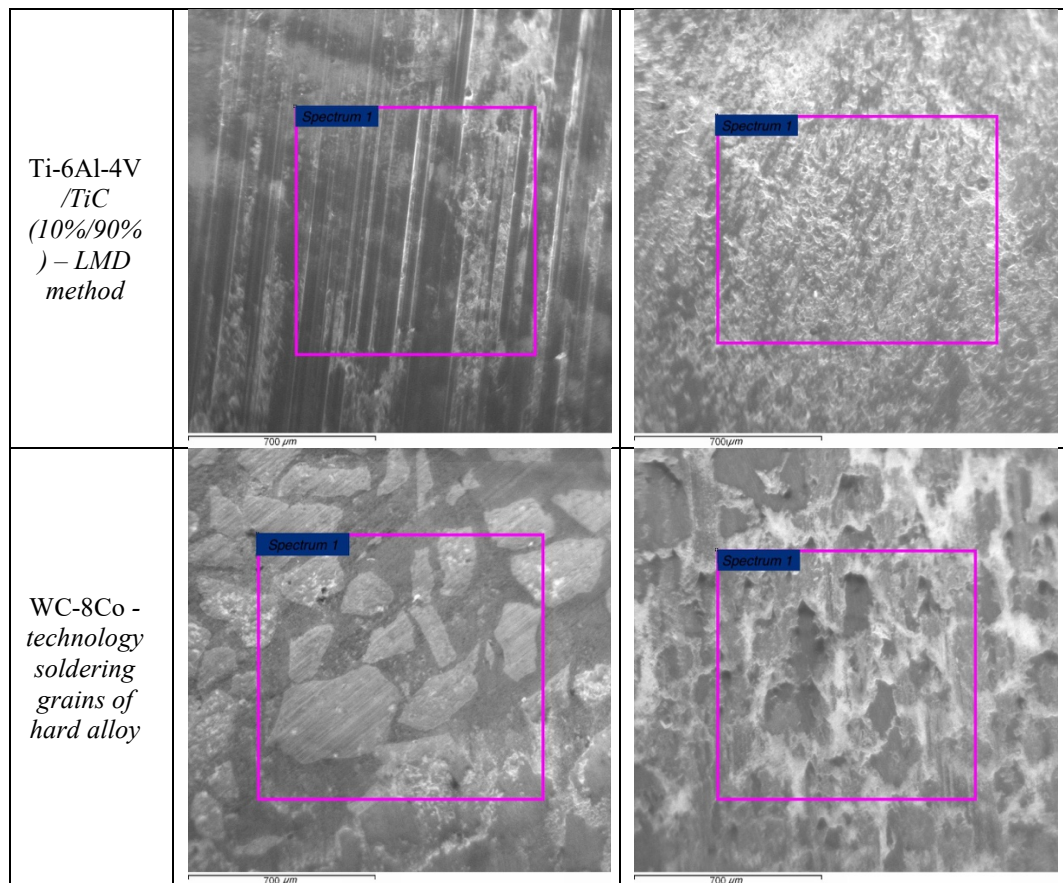 Ti-6Al-4V
/TiC
(10%/90%
) – LMD
method
Spectrum 1
700 µm
Spectrum 1
700µm
WC-8Co -
technology
soldering
grains of
hard alloy
Spectrum 1
700 µm
Spectrum 1
700 µm